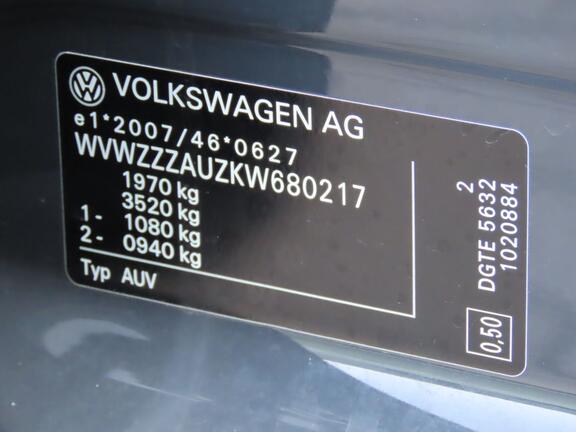 VOLKSWAGEN AG
e1*2007/46*0627
WVWZZZAUZKW680217
1970 kg
3520 kg
1- 1080 kg
2- 0940 kg
Typ AUV
2
DGTE 5632
1020884
0,50